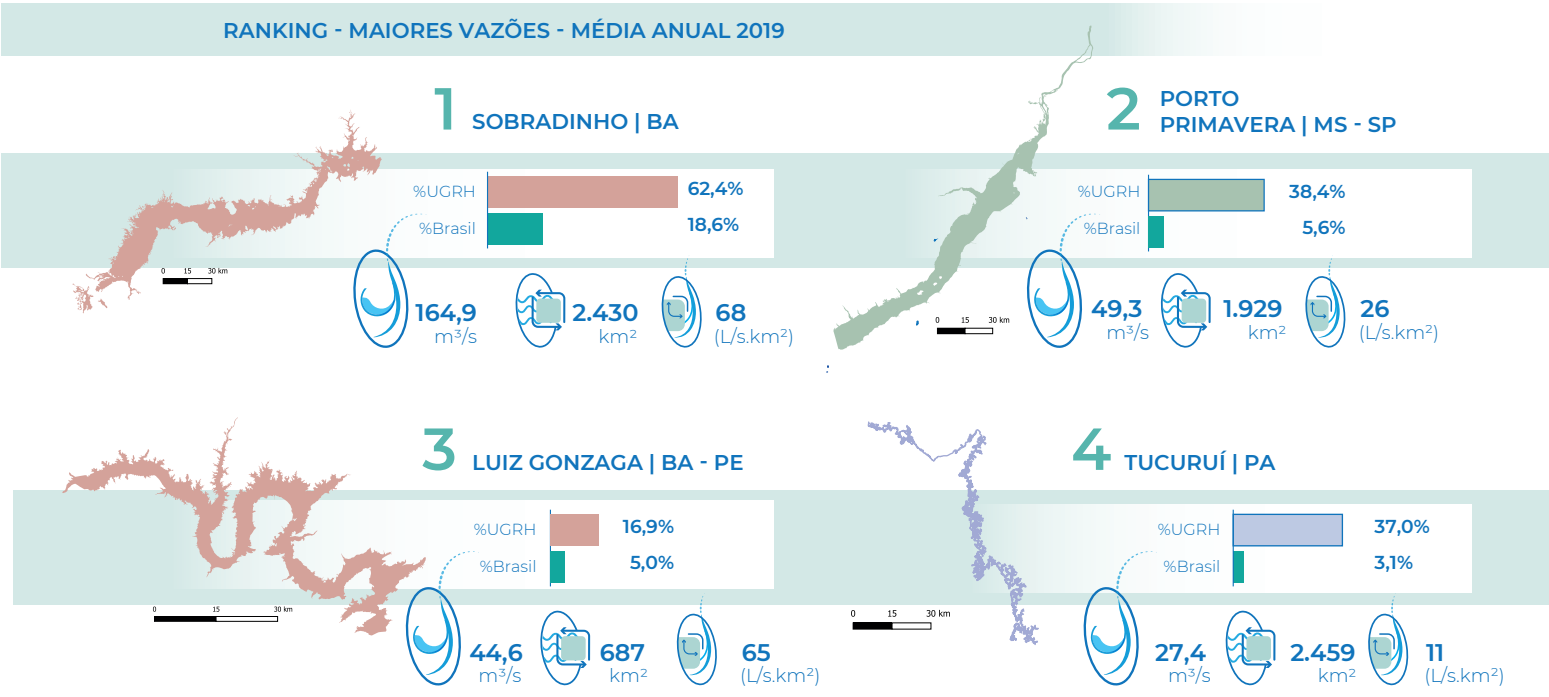 RANKING - MAIORES VAZÕES - MÉDIA ANUAL 2019
1 SOBRADINHO | BA
%UGRH 62,4%
%Brasil 18,6%
0 15 30 km
164,9 m³/s
2.430 km²
68 (L/s.km²)
2 PORTO
PRIMAVERA | MS - SP
%UGRH 38,4%
%Brasil 5,6%
0 15 30 km
49,3 m³/s
1.929 km²
26 (L/s.km²)
3 LUIZ GONZAGA | BA - PE
%UGRH 16,9%
%Brasil 5,0%
0 15 30 km
44,6 m³/s
687 km²
65 (L/s.km²)
4 TUCURUÍ | PA
%UGRH 37,0%
%Brasil 3,1%
0 15 30 km
27,4 m³/s
2.459 km²
11 (L/s.km²)